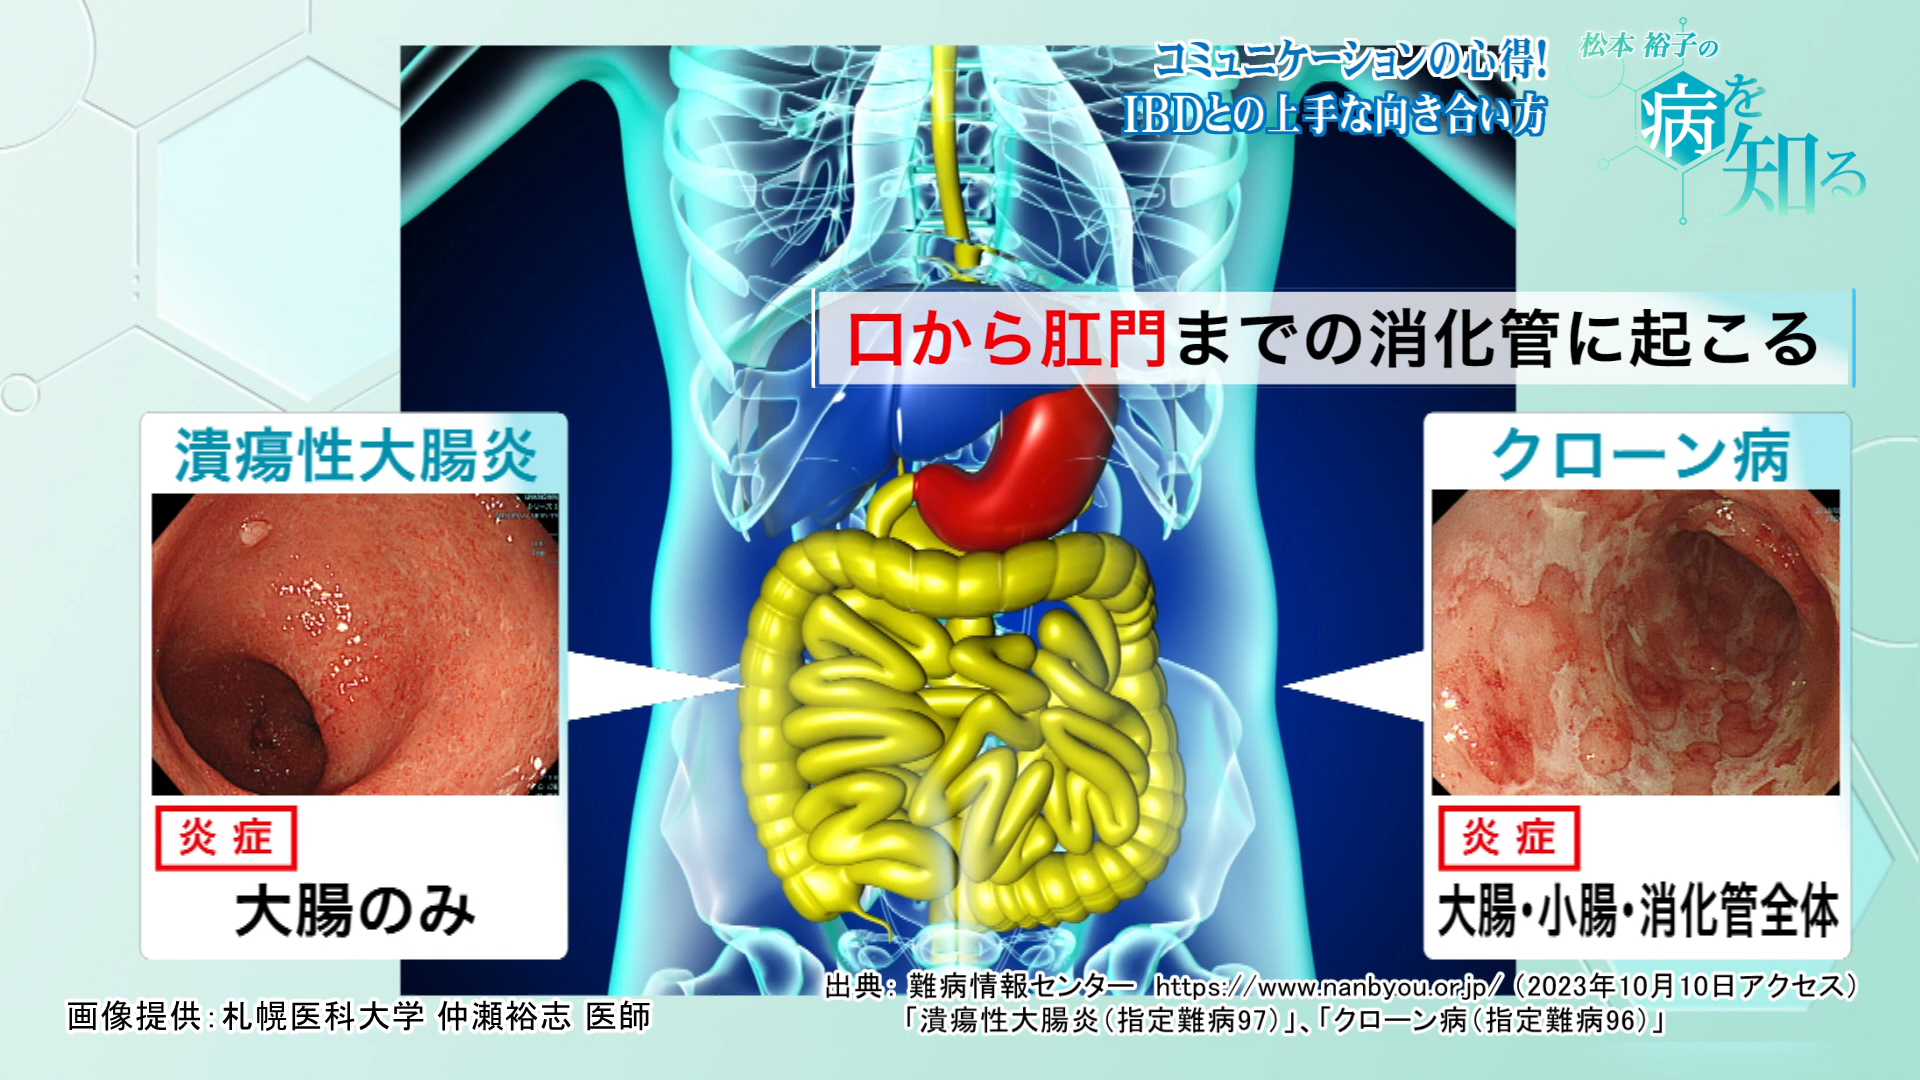 コミュニケーションの心得!
IBDとの上手な向き合い方
松本 裕子の
病を知る
口から肛門までの消化管に起こる
潰瘍性大腸炎
炎症
大腸のみ
クローン病
炎症
大腸・小腸・消化管全体
画像提供:札幌医科大学 仲瀬裕志 医師
出典: 難病情報センター https://www.nanbyou.or.jp/(2023年10月10日アクセス)
「潰瘍性大腸炎(指定難病97)」、「クローン病(指定難病96)」